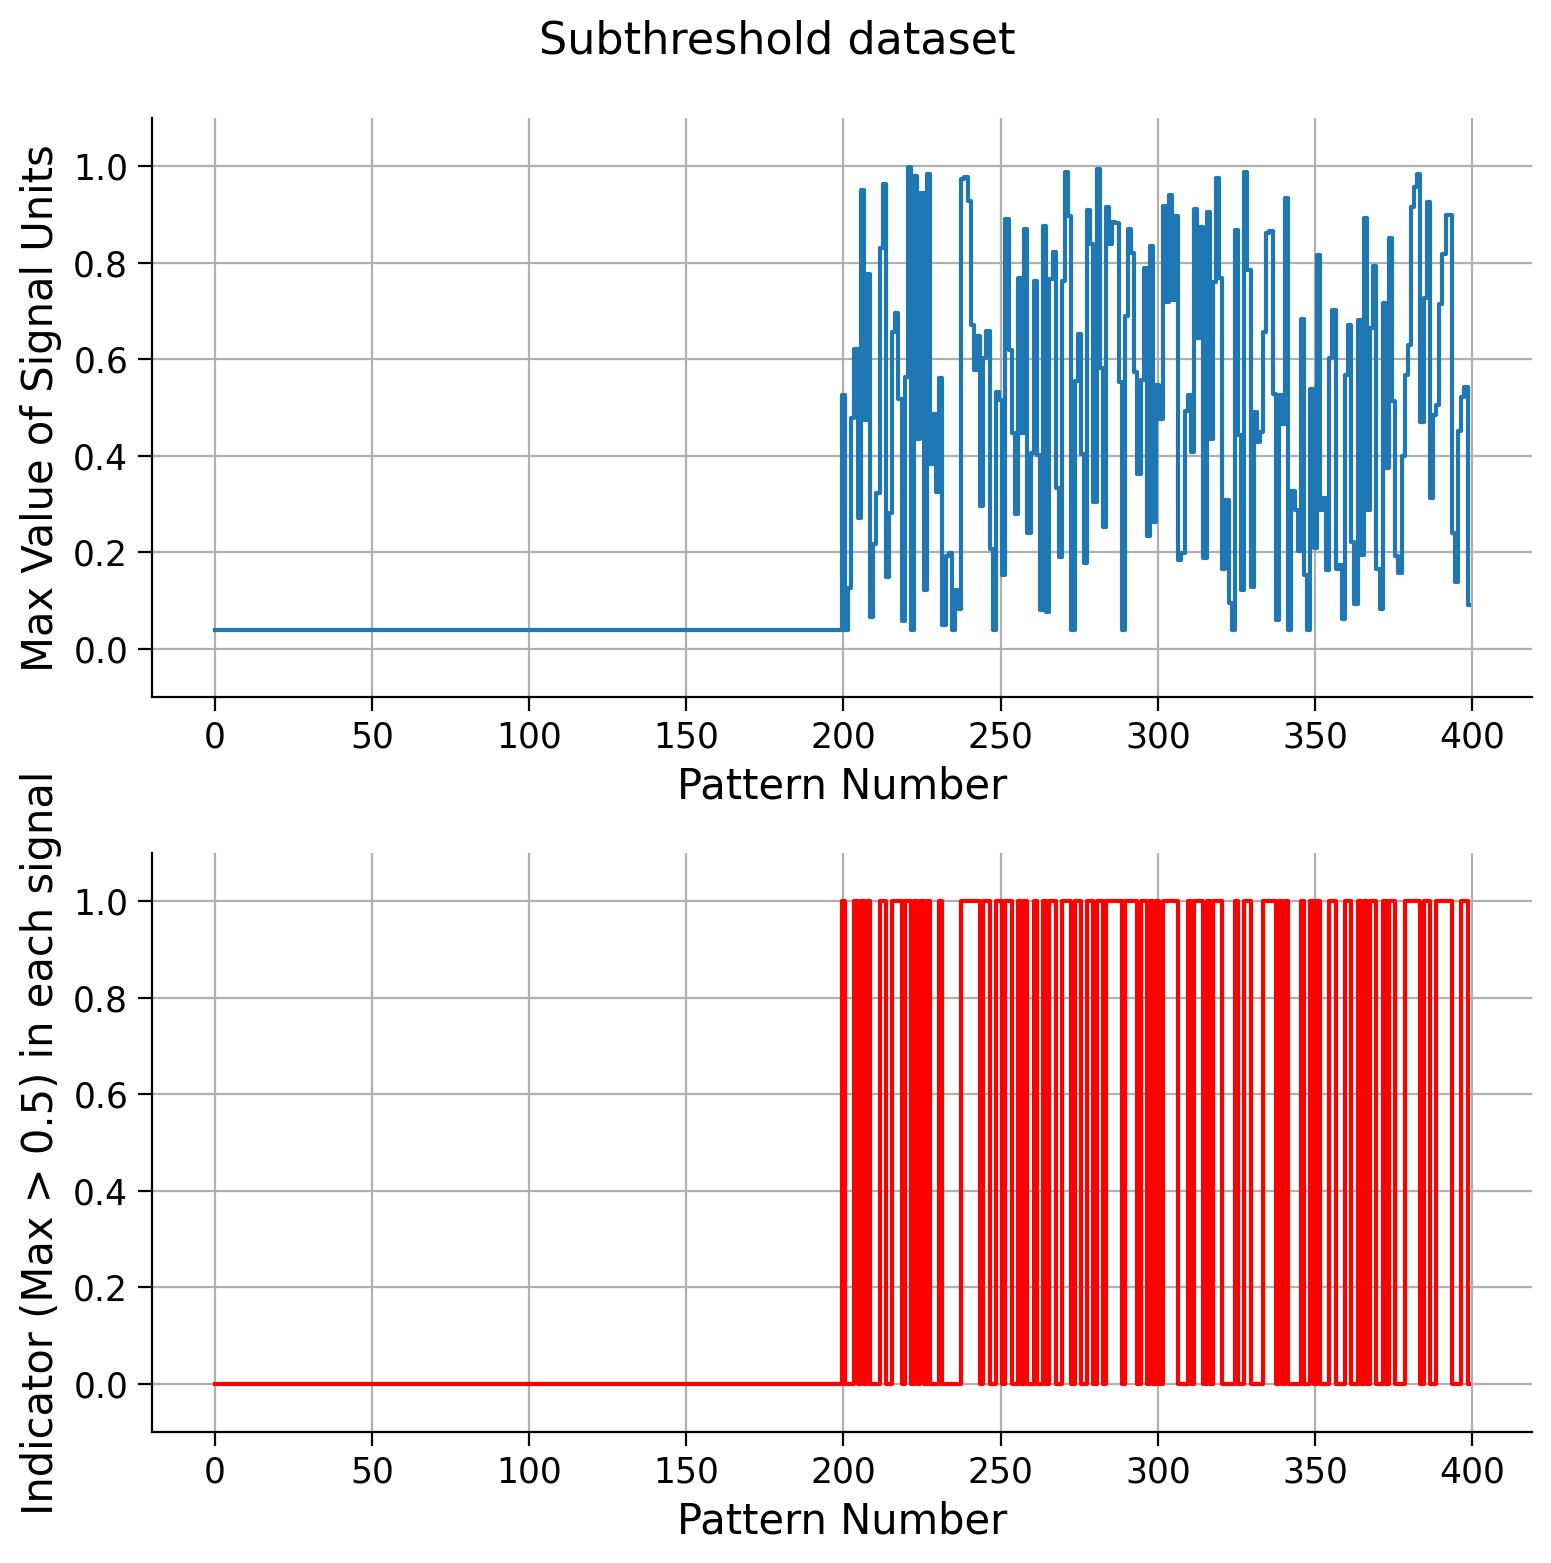 Subthreshold dataset
Max Value of Signal Units
1.0
0.8
0.6
0.4
0.2
0.0
0 50 100 150 200 250 300 350 400
Pattern Number
Indicator (Max > 0.5) in each signal
1.0
0.8
0.6
0.4
0.2
0.0
0 50 100 150 200 250 300 350 400
Pattern Number